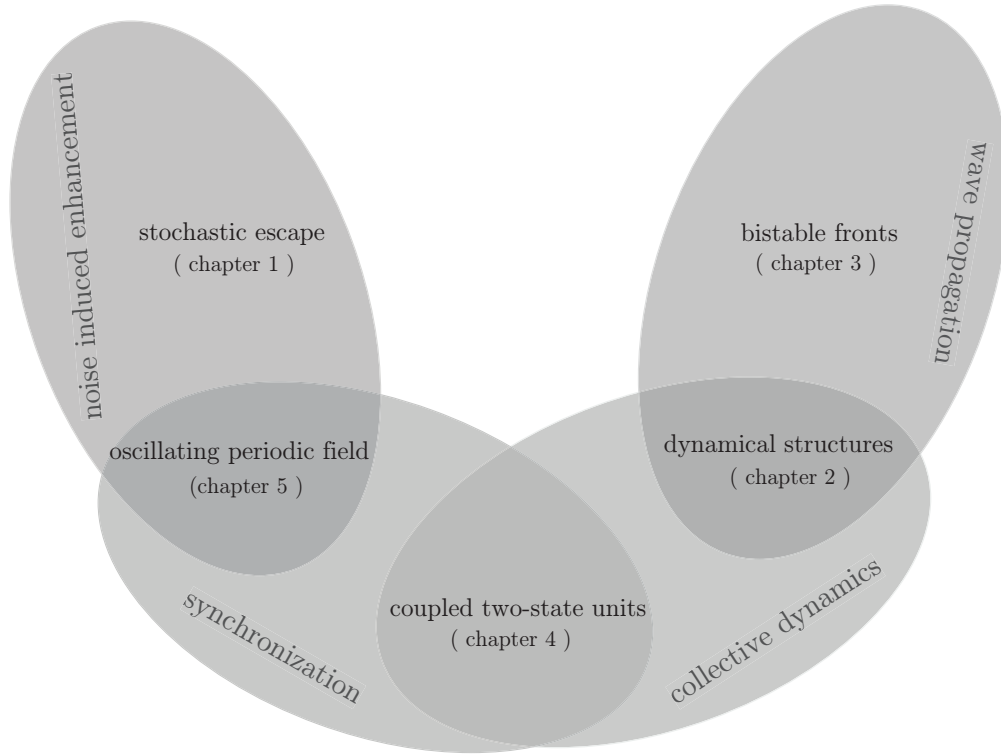 noise induced enhancement
stochastic escape
( chapter 1 )
bistable fronts
( chapter 3 )
wave propagation
oscillating periodic field
(chapter 5 )
dynamical structures
( chapter 2 )
synchronization
coupled two-state units
( chapter 4 )
collective dynamics